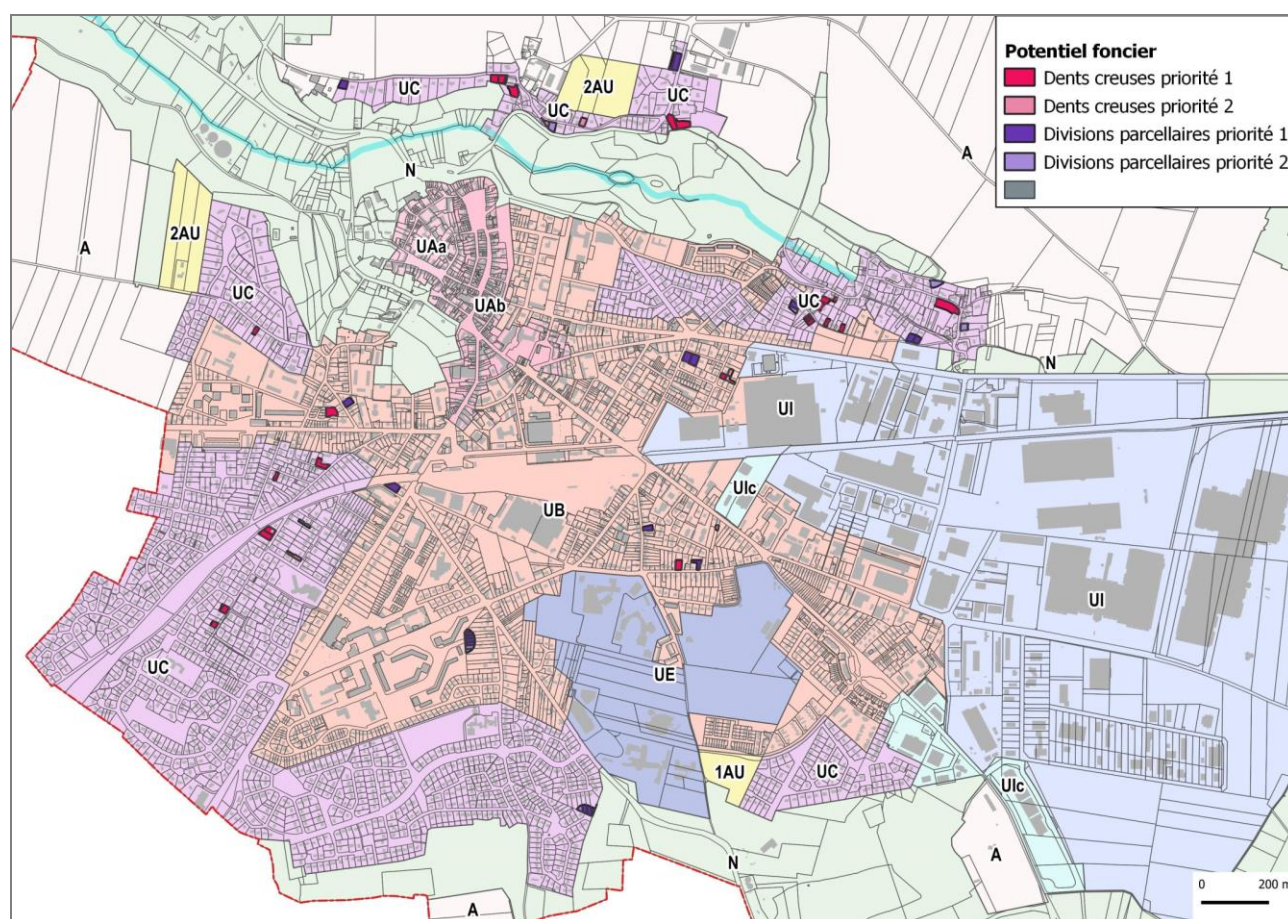 Potentiel foncier
Dents creuses priorité 1
Dents creuses priorité 2
Divisions parcellaires priorité 1
Divisions parcellaires priorité 2
UC
2AU
UC
UC
A
N
A
2AU
UAa
UC
UAb
UC
N
UI
UIc
UB
UI
UC
UE
1AU
UC
UIc
N
A
A
0 200 m